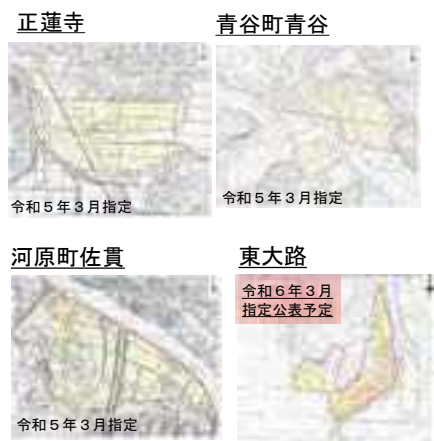 正蓮寺
青谷町青谷
令和５年３月指定
令和５年３月指定
河原町佐貫
東大路
令和６年３月
指定公表予定
令和５年３月指定